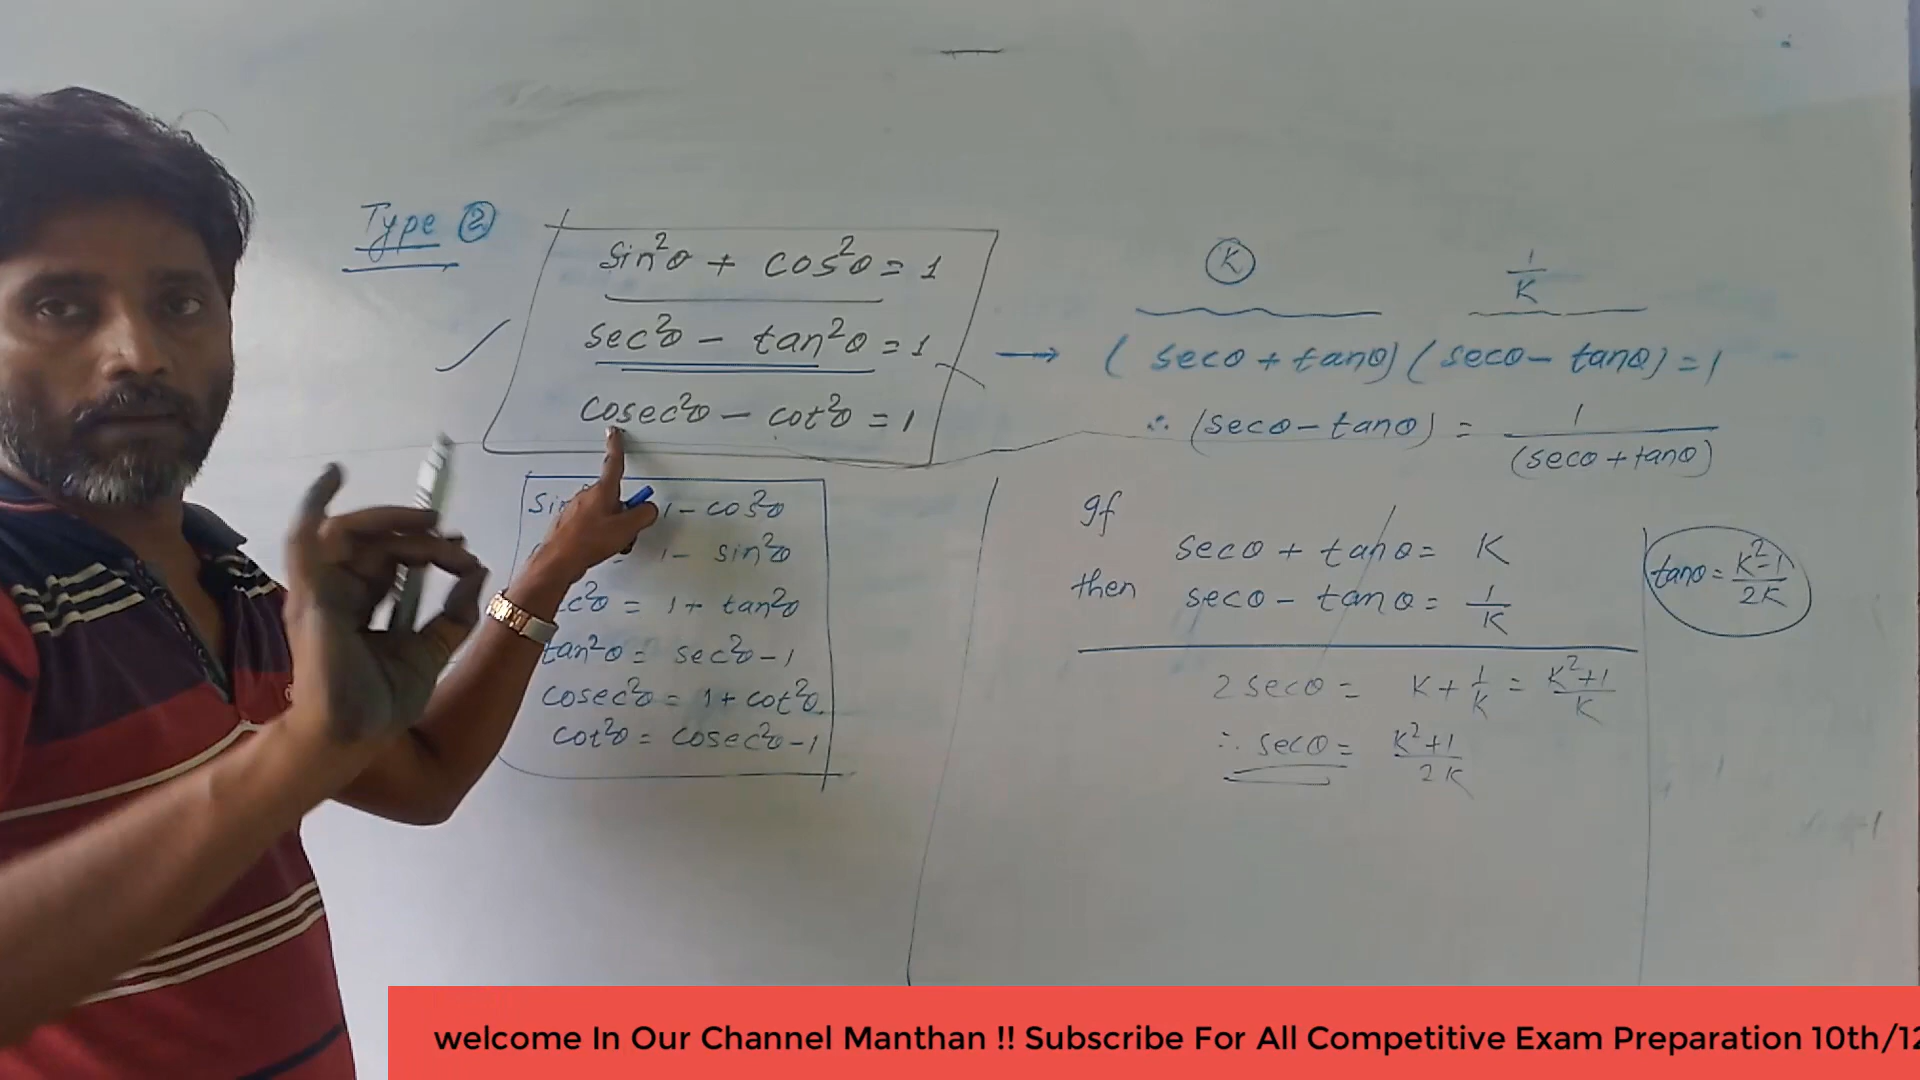 Type ②
sin²θ + cos²θ = 1
sec²θ - tan²θ = 1
cosec²θ - cot²θ = 1
1 - cos²θ
1 - sin²θ
= 1 + tan²θ
tan²θ = sec²θ - 1
cosec²θ = 1 + cot²θ
cot²θ = cosec²θ - 1
Ⓚ 1/K
→ (secθ + tanθ) (secθ - tanθ) = 1
∴ (secθ - tanθ) = 1/(secθ + tanθ)
If
secθ + tanθ = K
then secθ - tanθ = 1/K
2 secθ = K + 1/K = K²+1/K
∴ secθ = K²+1/2K
tanθ = K²-1/2K
welcome In Our Channel Manthan !! Subscribe For All Competitive Exam Preparation 10th/12